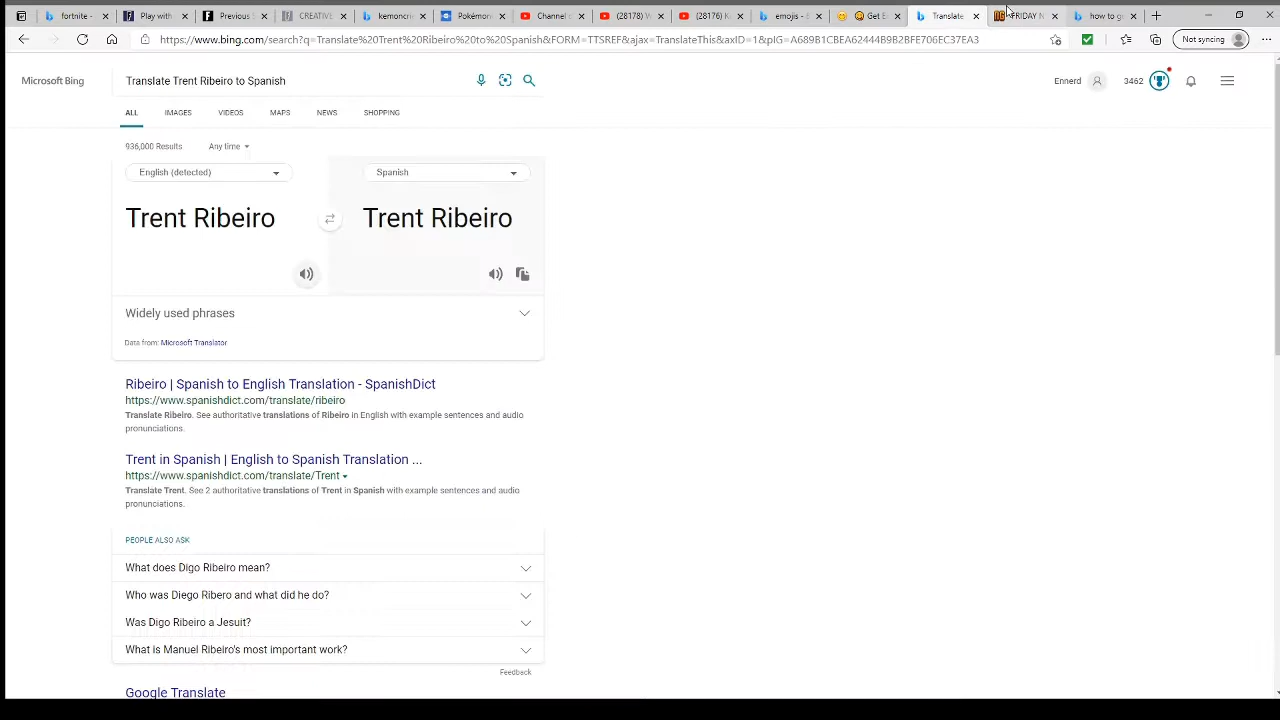 fortnite -
Play with
Previous
CREATIVE
kemoncre
Pokémon
Channel c
(28178) 
(28176)
emojis -
Get E
Translate
FRIDAY N
how to g
https://www.bing.com/search?q=Translate%20Trent%20Ribeiro%20to%20Spanish&FORM=TTSREF&ajax=TranslateThis&axID=1&pIG=A689B1CBEA62444B9B2BFE706EC37EA3
Not syncing
Microsoft Bing
Translate Trent Ribeiro to Spanish
Ennerd
3462
ALL IMAGES VIDEOS MAPS NEWS SHOPPING
936,000 Results Any time
English (detected)
Spanish
Trent Ribeiro
Trent Ribeiro
Widely used phrases
Data from: Microsoft Translator
Ribeiro | Spanish to English Translation - SpanishDict
https://www.spanishdict.com/translate/ribeiro
Translate Ribeiro. See authoritative translations of Ribeiro in English with example sentences and audio
pronunciations.
Trent in Spanish | English to Spanish Translation ...
https://www.spanishdict.com/translate/Trent
Translate Trent. See 2 authoritative translations of Trent in Spanish with example sentences and audio
pronunciations.
PEOPLE ALSO ASK
What does Digo Ribeiro mean?
Who was Diego Ribero and what did he do?
Was Digo Ribeiro a Jesuit?
What is Manuel Ribeiro's most important work?
Feedback
Google Translate